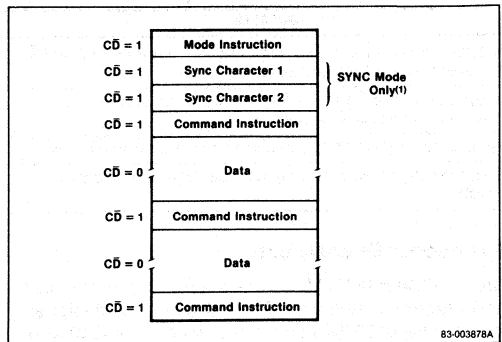 CD̅ = 1 Mode Instruction
CD̅ = 1 Sync Character 1
SYNC Mode
Only(1)
CD̅ = 1 Sync Character 2
CD̅ = 1 Command Instruction
CD̅ = 0 Data
CD̅ = 1 Command Instruction
CD̅ = 0 Data
CD̅ = 1 Command Instruction
83-003878A